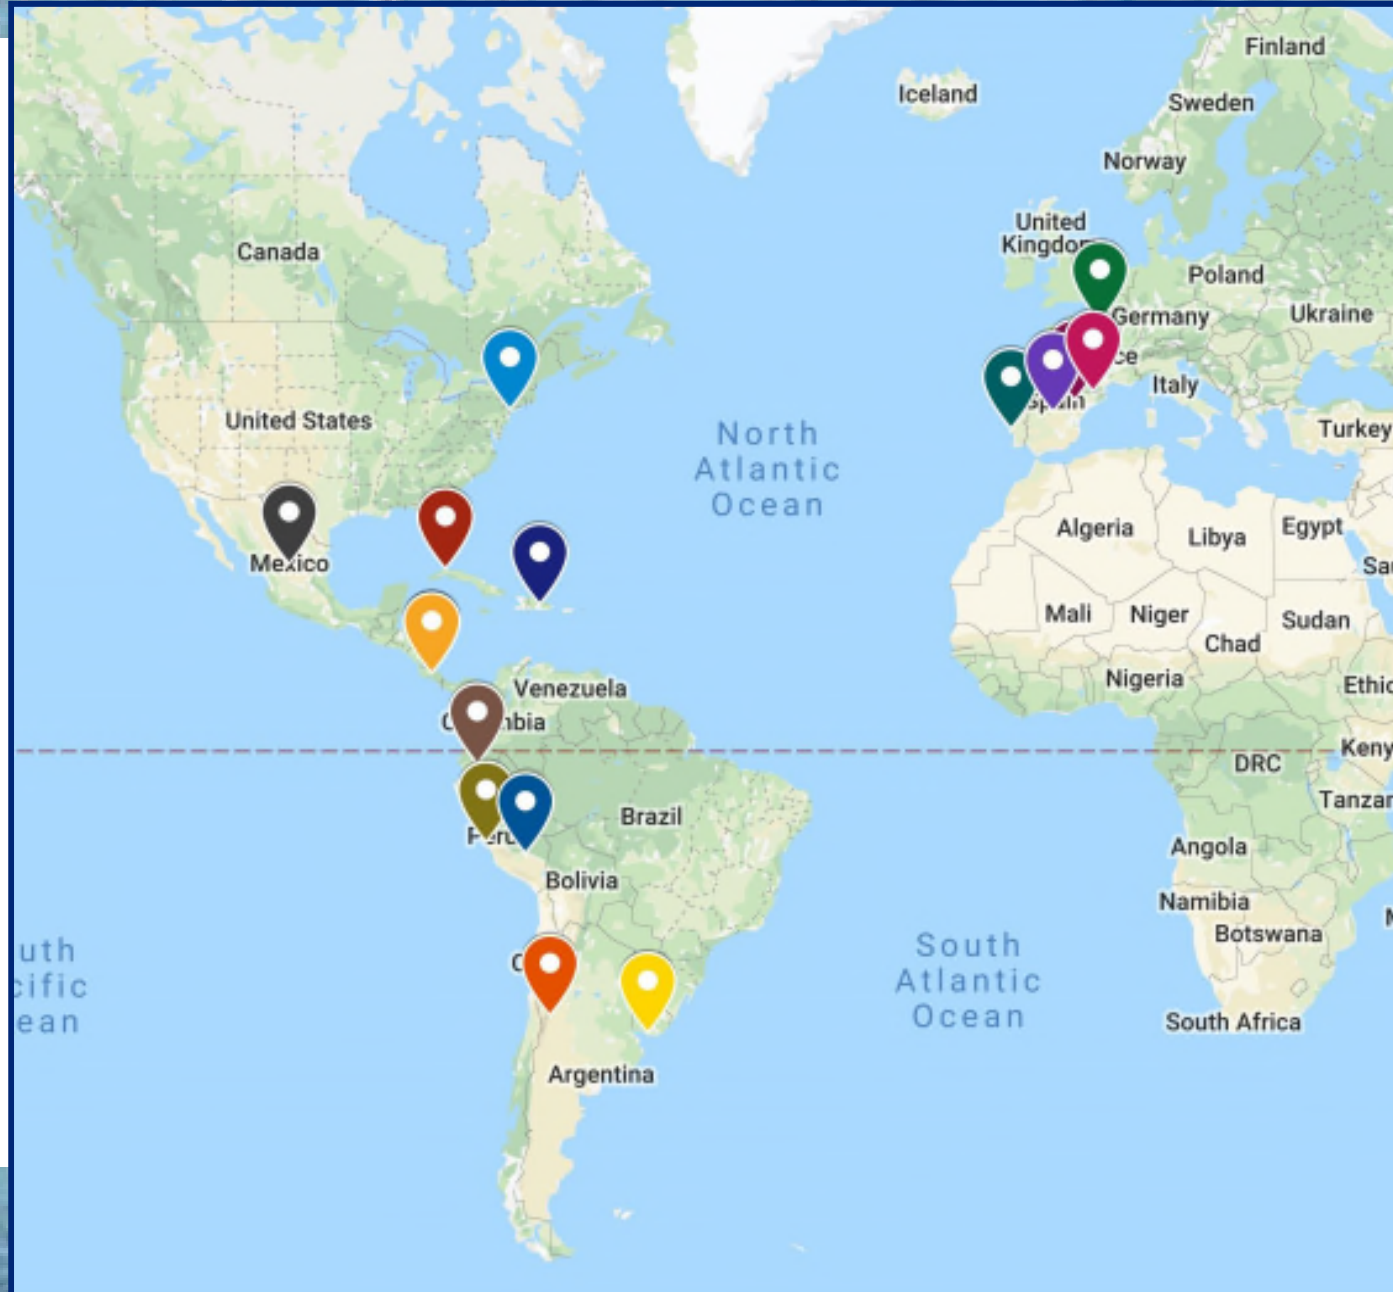 Finland
Iceland
Sweden
Norway
United
Canada
Poland
Germany
Ukraine
Italy
United States
Turkey
North
Atlantic
Ocean
Algeria
Libya
Egypt
Mexico
Mali
Niger
Sudan
Chad
Nigeria
Venezuela
DRC
Brazil
Angola
Bolivia
Namibia
Botswana
South
Atlantic
Ocean
South Africa
Argentina